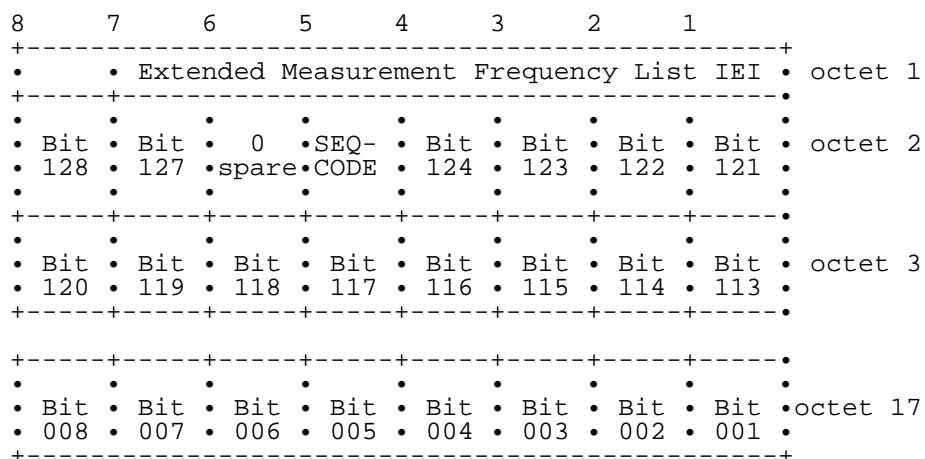 8 7 6 5 4 3 2 1
+-----------------------------------------------+
• • Extended Measurement Frequency List IEI • octet 1
+-----+-----------------------------------------•
• • • • • • • • •
• Bit • Bit • 0 •SEQ- • Bit • Bit • Bit • Bit • octet 2
• 128 • 127 •spare•CODE • 124 • 123 • 122 • 121 •
• • • • • • • • •
+-----+-----+-----+-----+-----+-----+-----+-----•
• • • • • • • • •
• Bit • Bit • Bit • Bit • Bit • Bit • Bit • Bit • octet 3
• 120 • 119 • 118 • 117 • 116 • 115 • 114 • 113 •
+-----+-----+-----+-----+-----+-----+-----+-----•
+-----+-----+-----+-----+-----+-----+-----+-----•
• • • • • • • • •
• Bit • Bit • Bit • Bit • Bit • Bit • Bit • Bit •octet 17
• 008 • 007 • 006 • 005 • 004 • 003 • 002 • 001 •
+-----------------------------------------------+